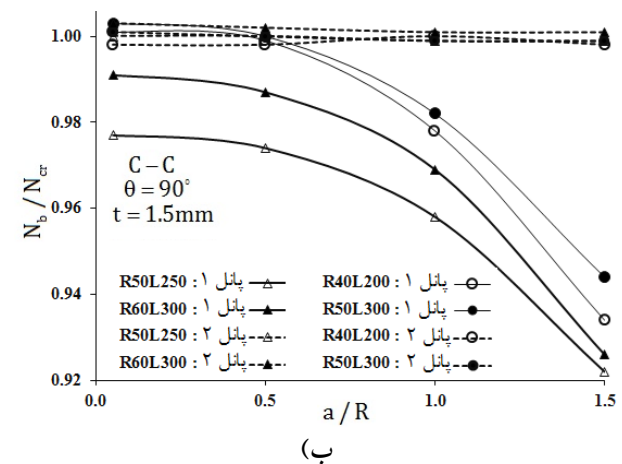 1.00
0.98
0.96
0.94
0.92
N_b / N_cr
C – C
θ = 90°
t = 1.5mm
R50L250 : پانل ۱
R60L300 : پانل ۱
R50L250 : پانل ۲
R60L300 : پانل ۲
R40L200 : پانل ۱
R50L300 : پانل ۱
R40L200 : پانل ۲
R50L300 : پانل ۲
0.0 0.5 1.0 1.5
a / R
ب)